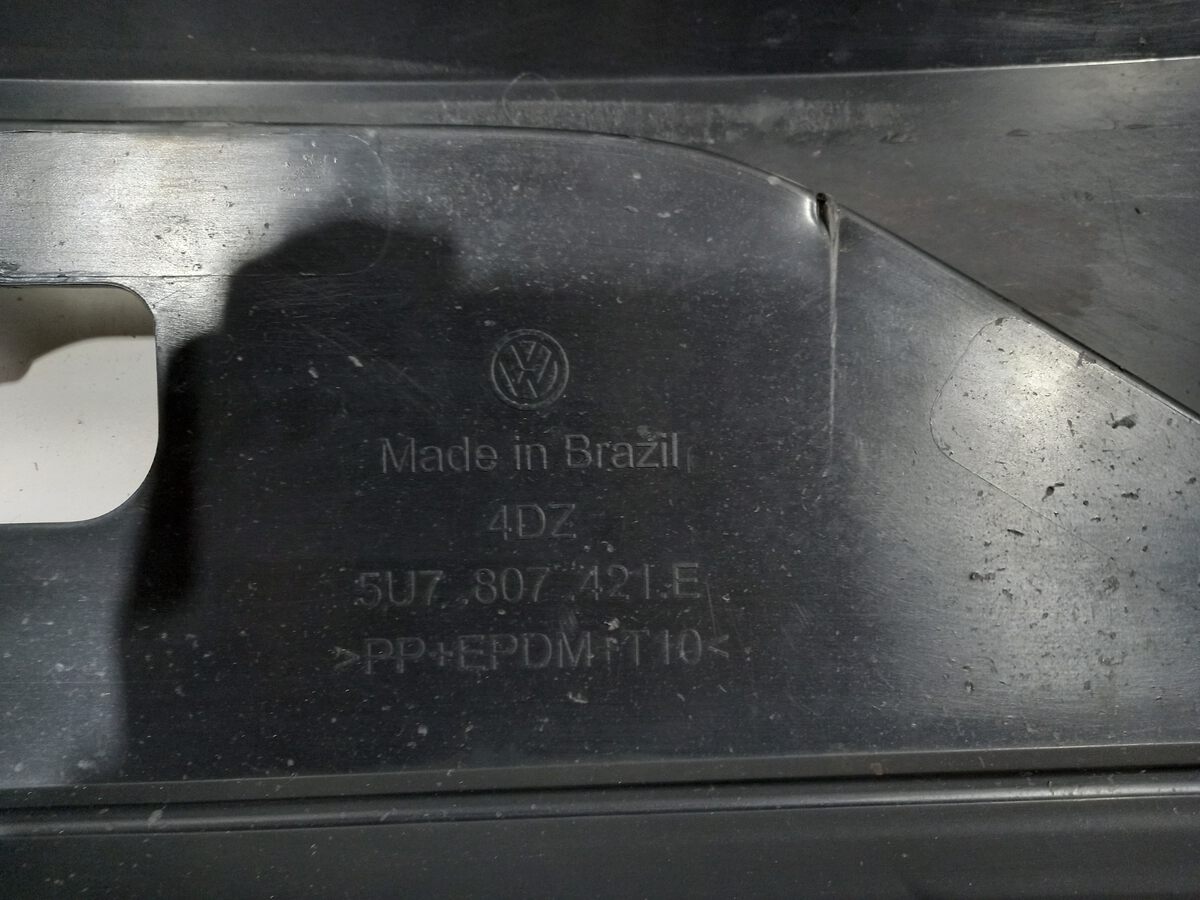 Made in Brazil
4DZ
5U7 807 421 E
>PP+EPDM-T10<